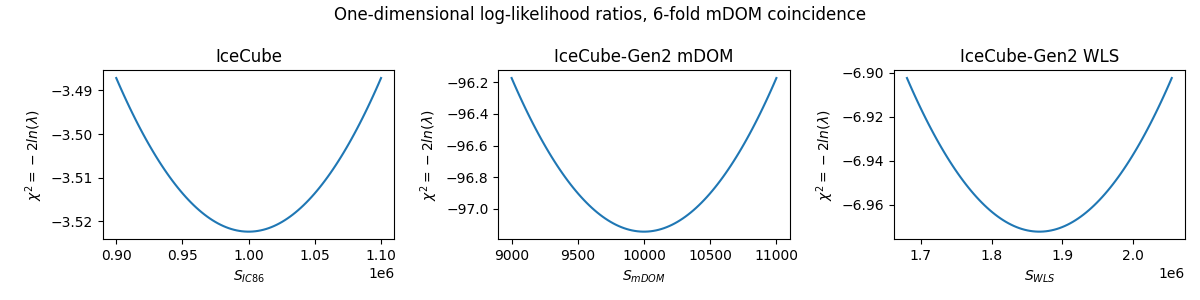 One-dimensional log-likelihood ratios, 6-fold mDOM coincidence
IceCube
−3.49
−3.50
−3.51
−3.52
χ² = −2ln(λ)
0.90 0.95 1.00 1.05 1.10
1e6
S_IC86
IceCube-Gen2 mDOM
−96.2
−96.4
−96.6
−96.8
−97.0
χ² = −2ln(λ)
9000 9500 10000 10500 11000
S_mDOM
IceCube-Gen2 WLS
−6.90
−6.92
−6.94
−6.96
χ² = −2ln(λ)
1.7 1.8 1.9 2.0
1e6
S_WLS